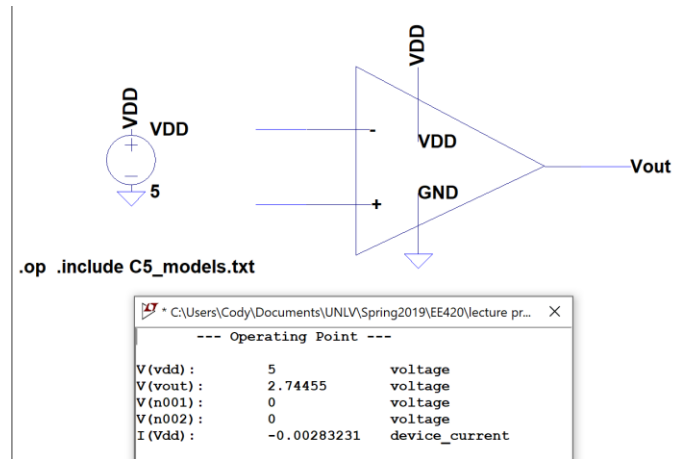 VDD
VDD
VDD
+
-
VDD
Vout
5
GND
+
.op .include C5_models.txt
* C:\Users\Cody\Documents\UNLV\Spring2019\EE420\lecture pr... X
--- Operating Point ---
V(vdd): 5 voltage
V(vout): 2.74455 voltage
V(n001): 0 voltage
V(n002): 0 voltage
I(Vdd): -0.00283231 device_current